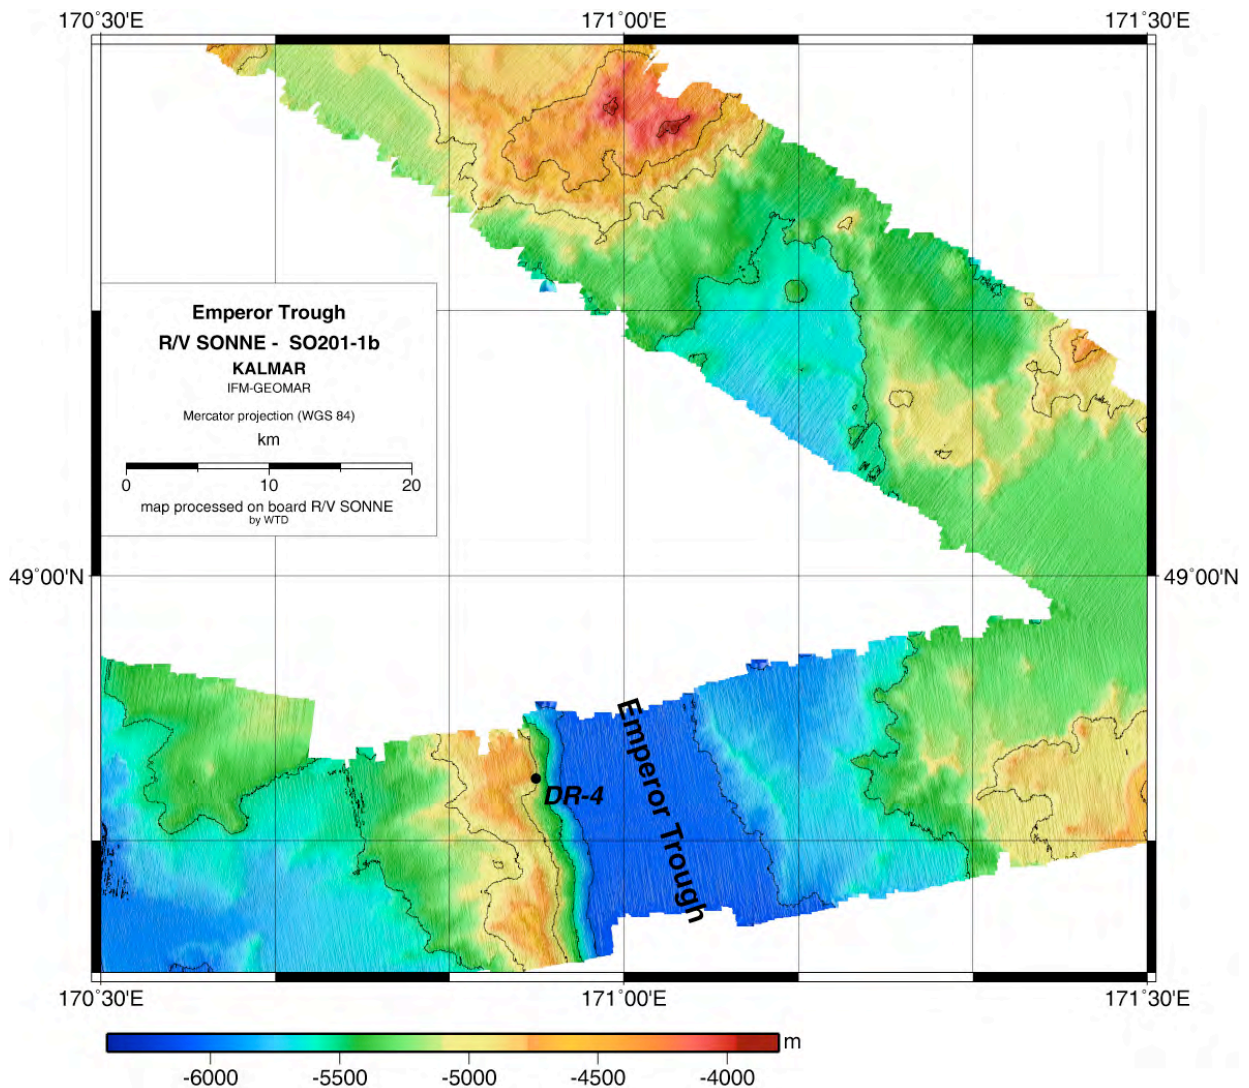 170˚30'E 171˚00'E 171˚30'E
Emperor Trough
R/V SONNE - SO201-1b
KALMAR
IFM-GEOMAR
Mercator projection (WGS 84)
km
0 10 20
map processed on board R/V SONNE
by WTD
49˚00'N 49˚00'N
DR-4
Emperor Trough
170˚30'E 171˚00'E 171˚30'E
m
-6000 -5500 -5000 -4500 -4000